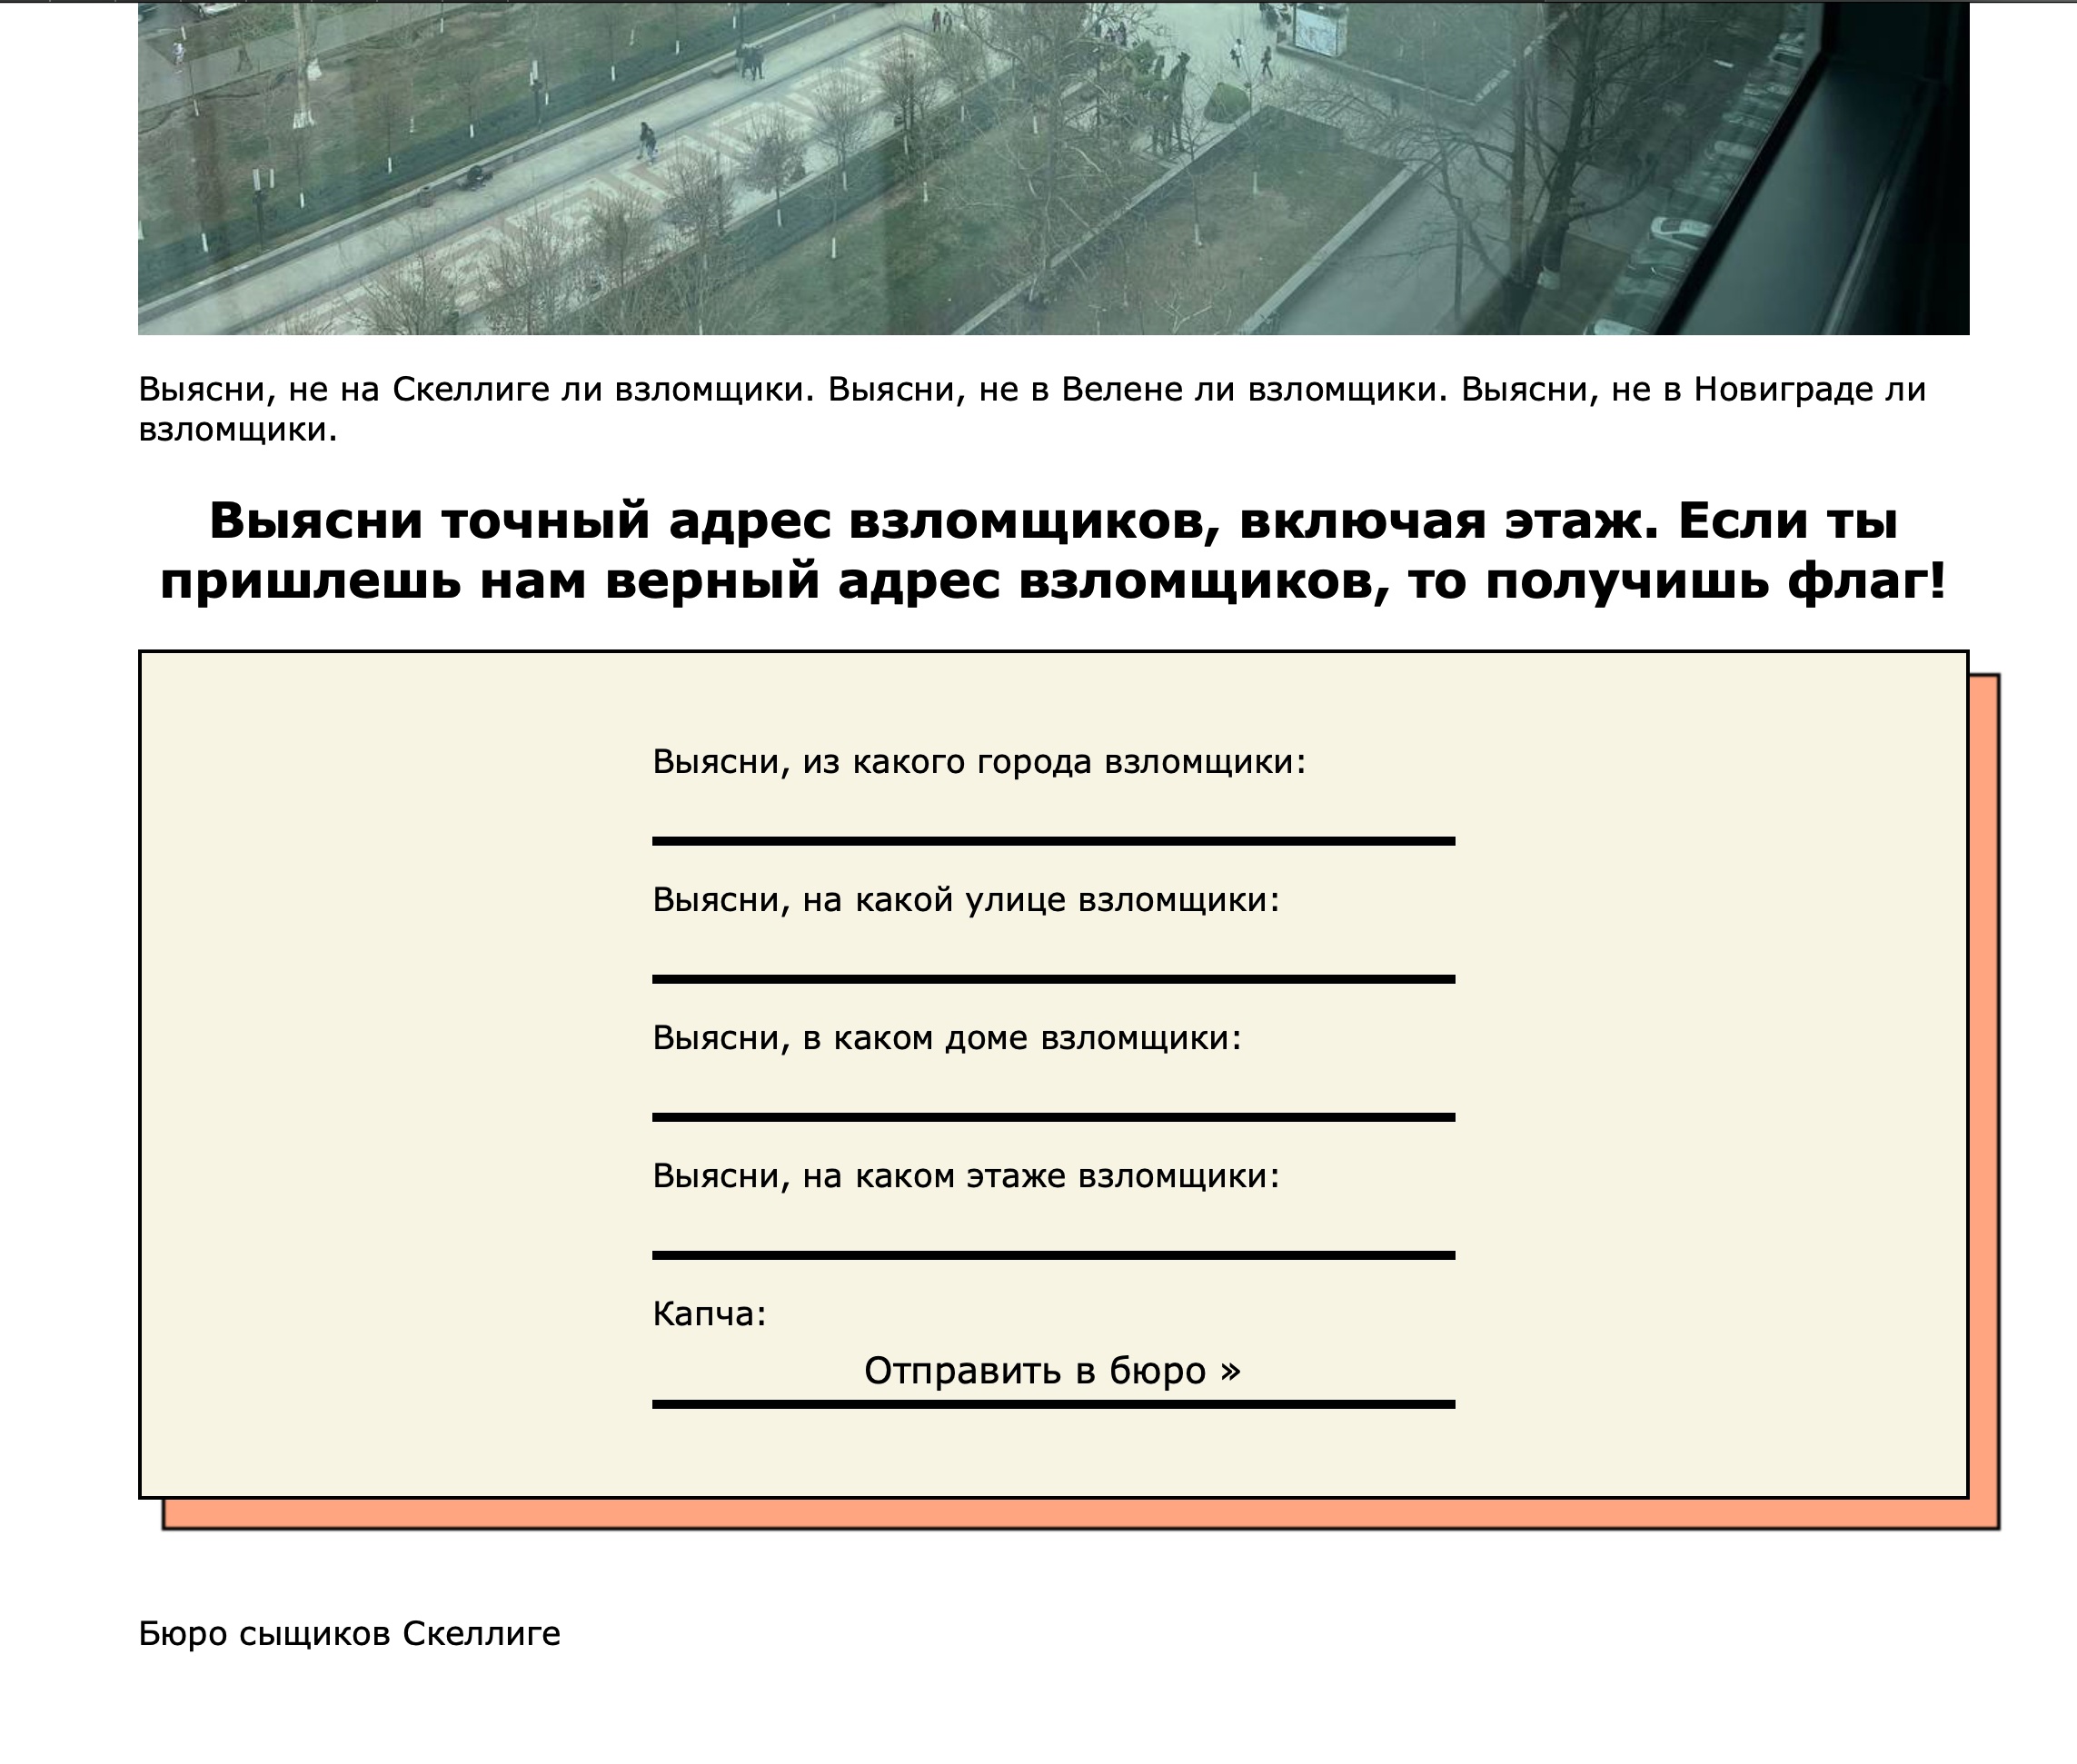 Выясни, не на Скеллиге ли взломщики. Выясни, не в Велене ли взломщики. Выясни, не в Новиграде ли
взломщики.
Выясни точный адрес взломщиков, включая этаж. Если ты
пришлешь нам верный адрес взломщиков, то получишь флаг!
Выясни, из какого города взломщики:
Выясни, на какой улице взломщики:
Выясни, в каком доме взломщики:
Выясни, на каком этаже взломщики:
Капча:
Отправить в бюро »
Бюро сыщиков Скеллиге